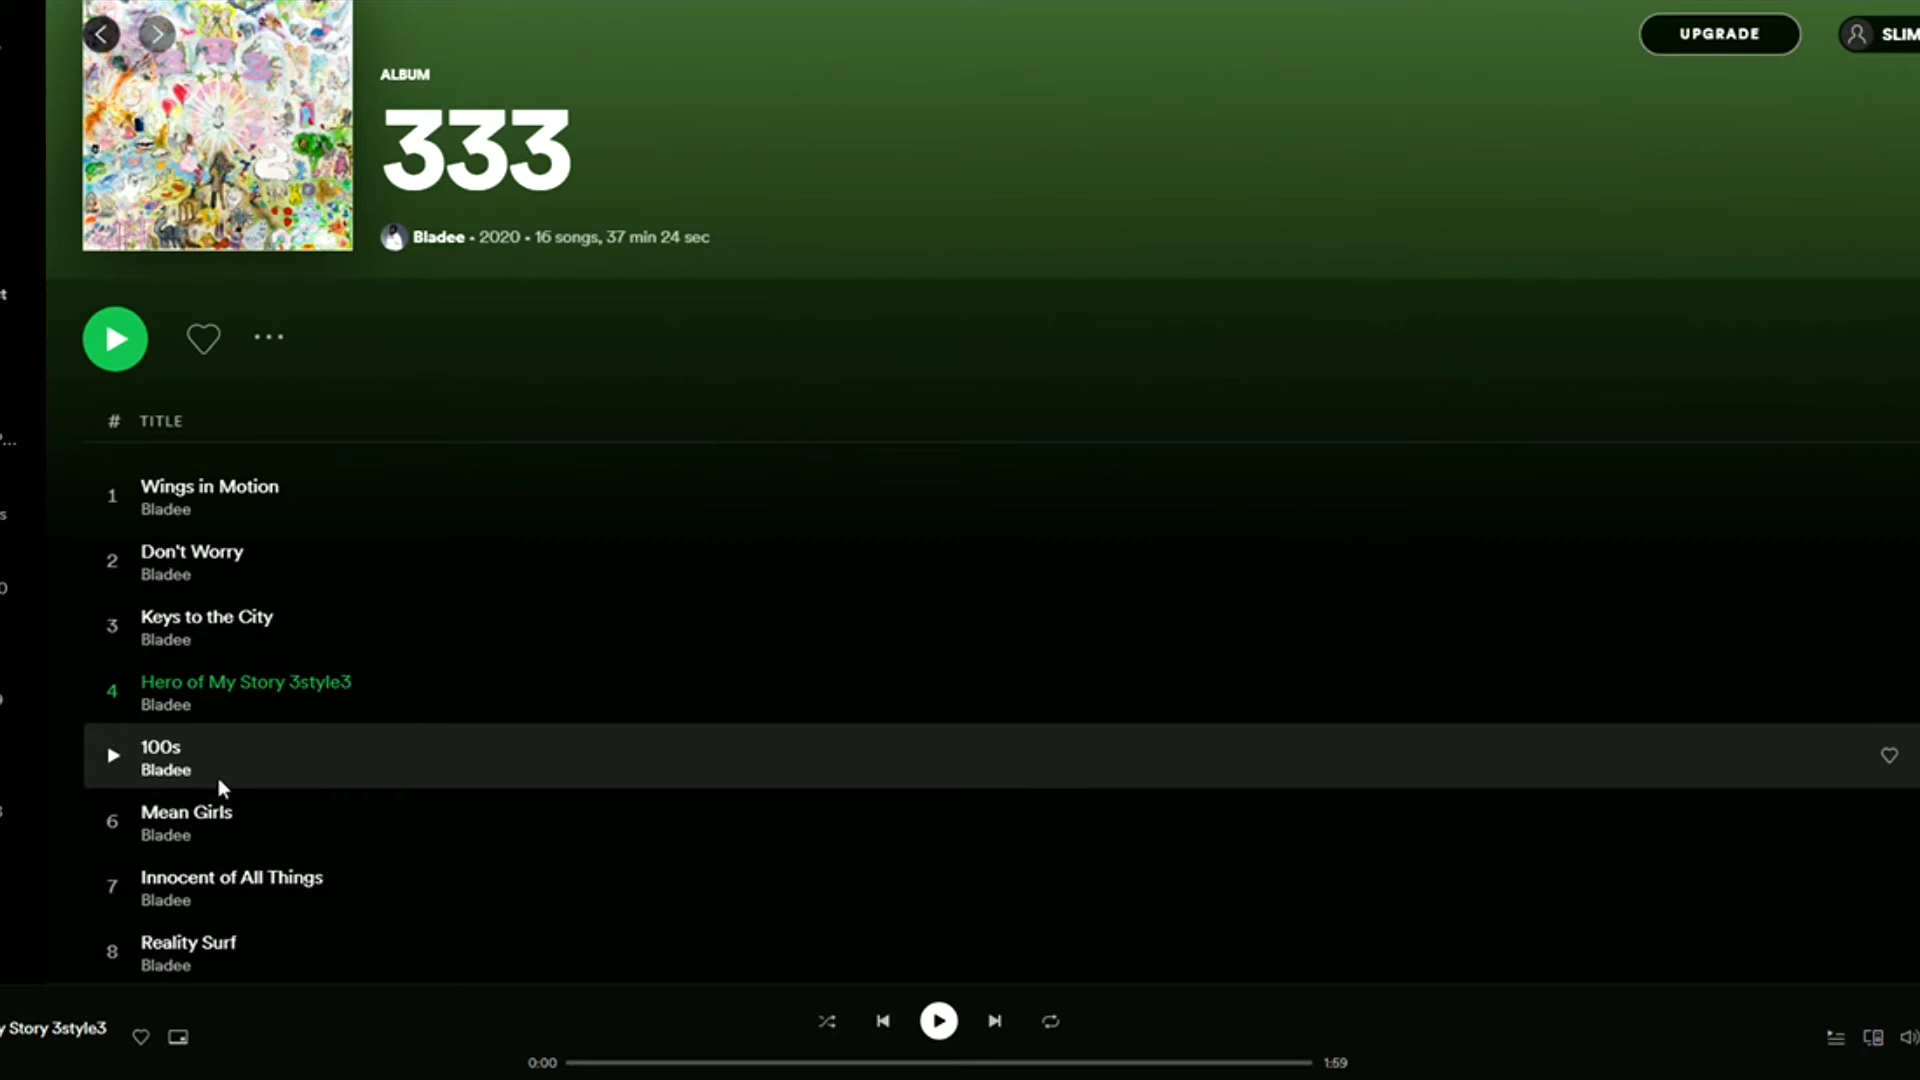 UPGRADE
SLIM
ALBUM
333
Bladee • 2020 • 16 songs, 37 min 24 sec
# TITLE
1 Wings in Motion
Bladee
2 Don't Worry
Bladee
3 Keys to the City
Bladee
4 Hero of My Story 3style3
Bladee
100s
Bladee
6 Mean Girls
Bladee
7 Innocent of All Things
Bladee
8 Reality Surf
Bladee
y Story 3style3
0:00
1:59